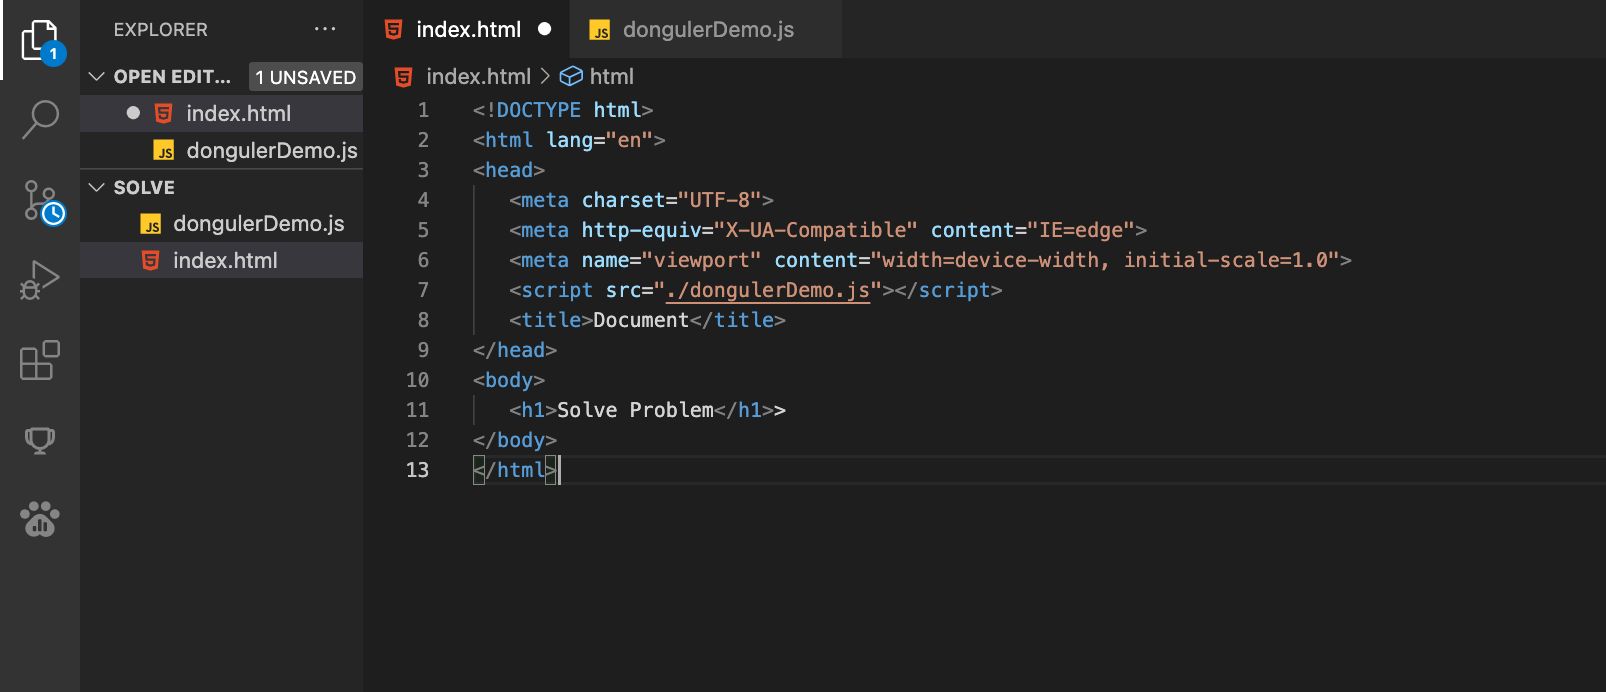 EXPLORER ···
1
OPEN EDIT... 1 UNSAVED
index.html
JS dongulerDemo.js
SOLVE
JS dongulerDemo.js
index.html
index.html ● JS dongulerDemo.js
index.html > html
1 <!DOCTYPE html>
2 <html lang="en">
3 <head>
4 <meta charset="UTF-8">
5 <meta http-equiv="X-UA-Compatible" content="IE=edge">
6 <meta name="viewport" content="width=device-width, initial-scale=1.0">
7 <script src="./dongulerDemo.js"></script>
8 <title>Document</title>
9 </head>
10 <body>
11 <h1>Solve Problem</h1>>
12 </body>
13 </html>